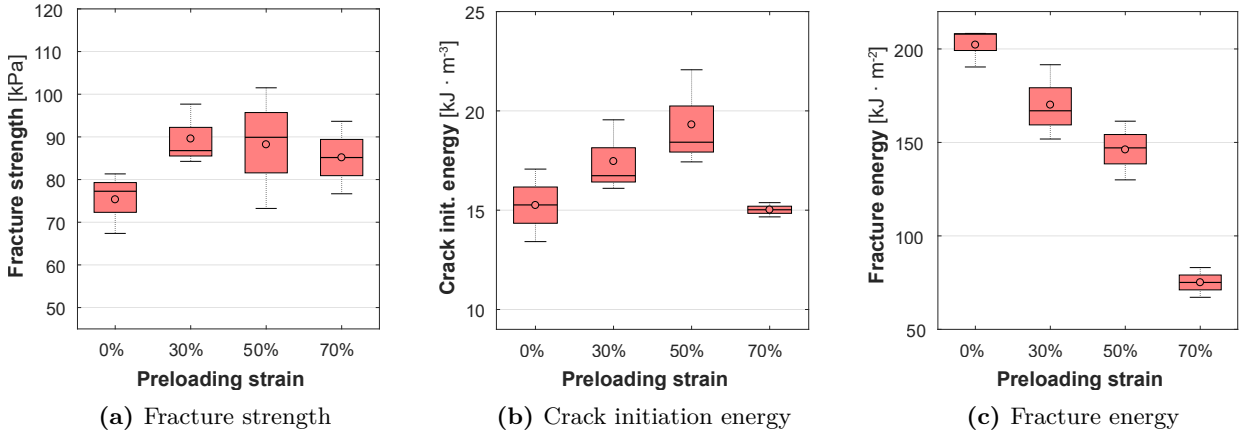 120
110
100
90
80
70
60
50
Fracture strength [kPa]
0% 30% 50% 70%
Preloading strain
(a) Fracture strength
25
20
15
10
Crack init. energy [kJ · m-3]
0% 30% 50% 70%
Preloading strain
(b) Crack initiation energy
200
150
100
50
Fracture energy [kJ · m-2]
0% 30% 50% 70%
Preloading strain
(c) Fracture energy